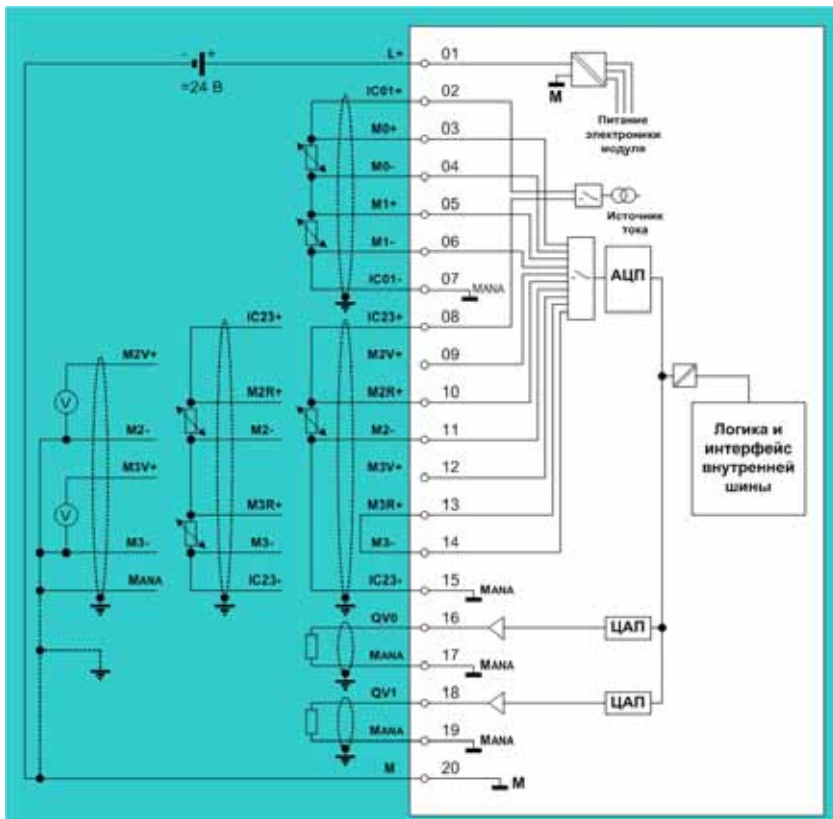 L+ 01
- +
=24 В
IC01+ 02
M
Питание
электроники
модуля
M0+ 03
M0- 04
M1+ 05
Источник
тока
M1- 06
АЦП
IC01- 07 MANA
IC23+ IC23+ 08
M2V+ M2V+ 09
V M2R+ M2R+ 10
M2- M2- M2- 11
Логика и
интерфейс
внутренней
шины
M3V+ M3V+ 12
V M3R+ M3R+ 13
M3- M3- M3- 14
MANA IC23- IC23- 15 MANA
QV0 16 ЦАП
MANA 17 MANA
QV1 18 ЦАП
MANA 19 MANA
M 20 M